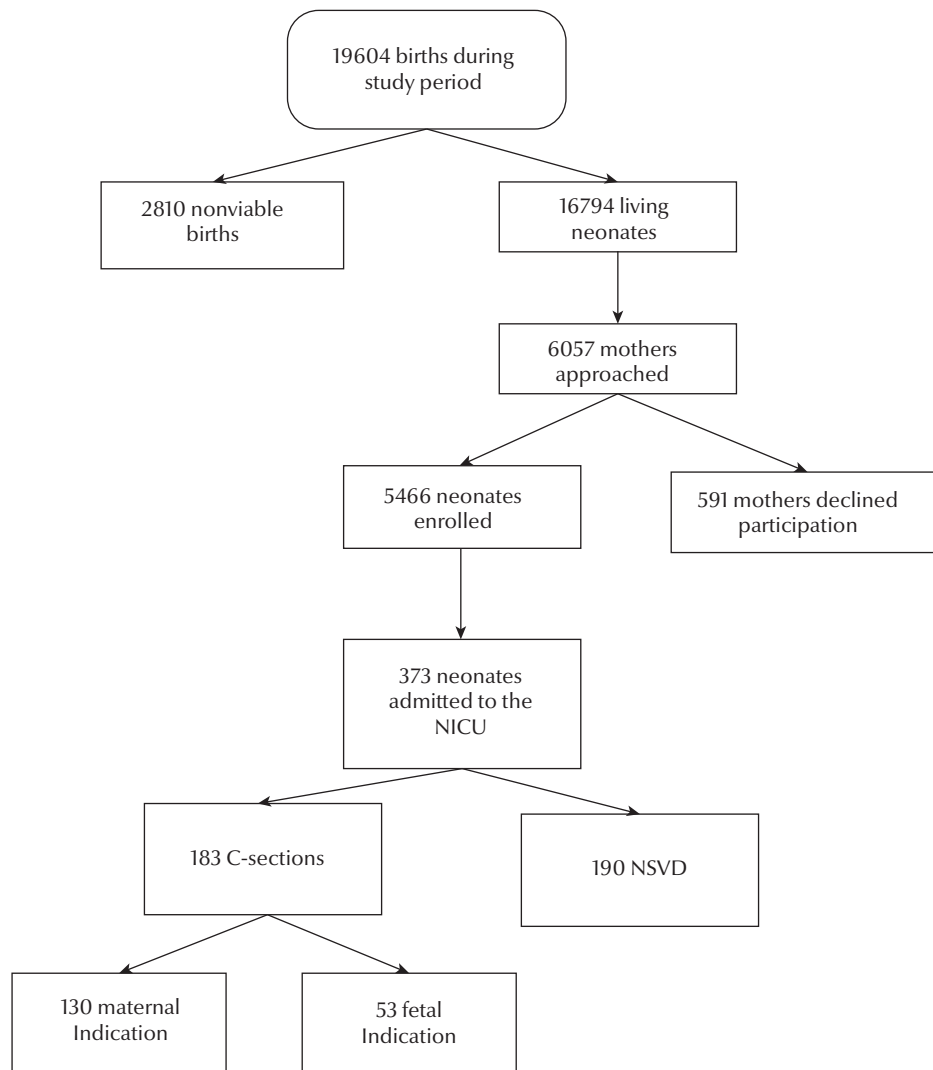 19604 births during
study period
2810 nonviable
births
16794 living
neonates
6057 mothers
approached
5466 neonates
enrolled
591 mothers declined
participation
373 neonates
admitted to the
NICU
183 C-sections
190 NSVD
130 maternal
Indication
53 fetal
Indication